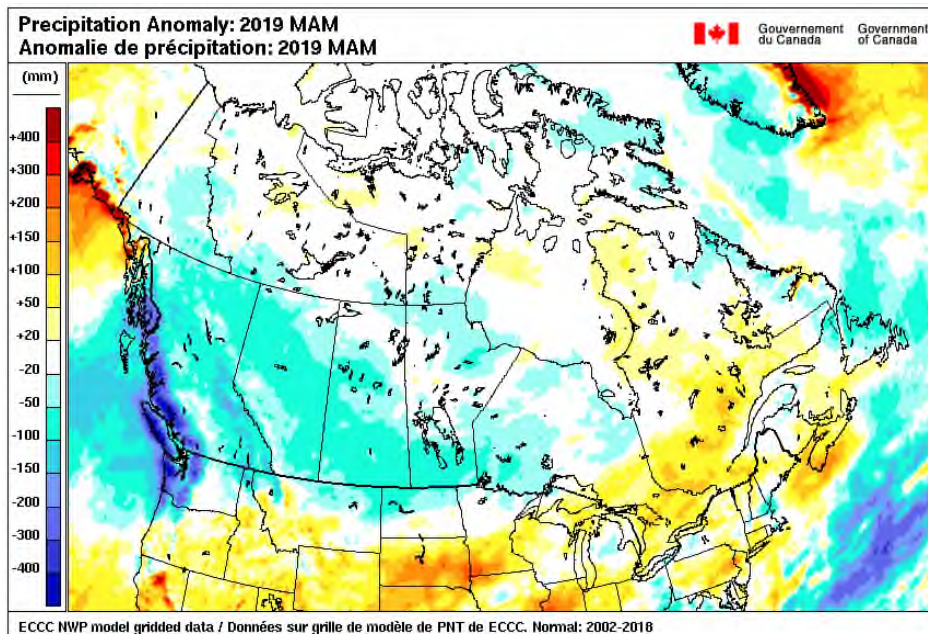 Precipitation Anomaly: 2019 MAM
Anomalie de précipitation: 2019 MAM
Gouvernement du Canada
Government of Canada
(mm)
+400
+300
+200
+150
+100
+50
+20
-20
-50
-100
-150
-200
-300
-400
ECCC NWP model gridded data / Données sur grille de modèle de PNT de ECCC. Normal: 2002-2018